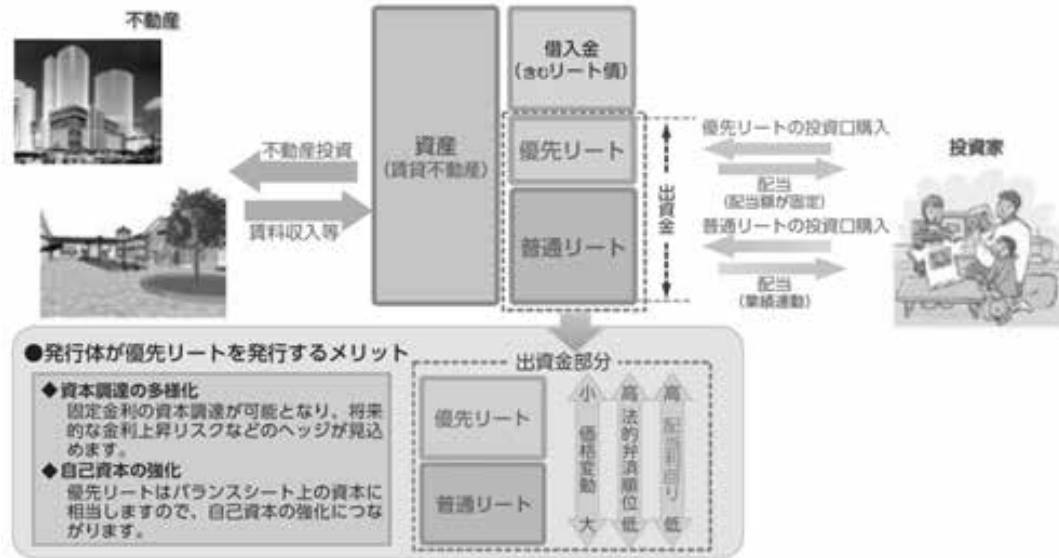 不動産
借入金
(含むリート債)
資産
(賃貸不動産)
優先リート
普通リート
出資金
不動産投資
賃料収入等
優先リートの投資口購入
配当
(配当額が固定)
普通リートの投資口購入
配当
(業績連動)
投資家
●発行体が優先リートを発行するメリット
◆資本調達の多様化
固定金利の資本調達が可能となり、将来
的な金利上昇リスクなどのヘッジが見込
めます。
◆自己資本の強化
優先リートはバランスシート上の資本に
相当しますので、自己資本の強化につな
がります。
出資金部分
優先リート
普通リート
小 価格変動 大
高 法的弁済順位 低
高 配当利回り 低